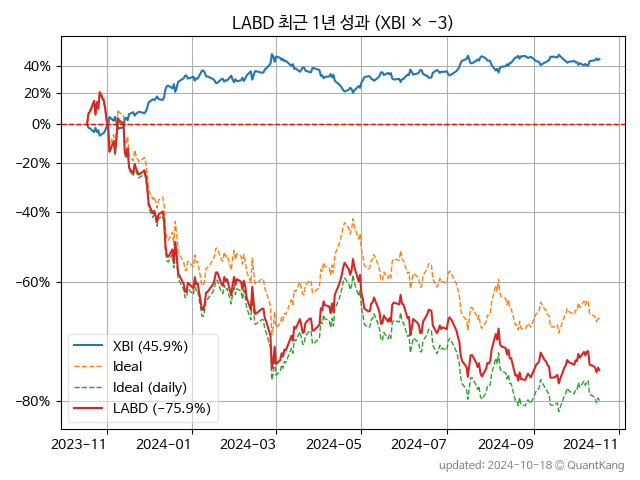 LABD 최근 1년 성과 (XBI × −3)
40%
20%
0%
−20%
−40%
−60%
−80%
XBI (45.9%)
Ideal
Ideal (daily)
LABD (−75.9%)
2023-11 2024-01 2024-03 2024-05 2024-07 2024-09 2024-11
updated: 2024-10-18 © QuantKang